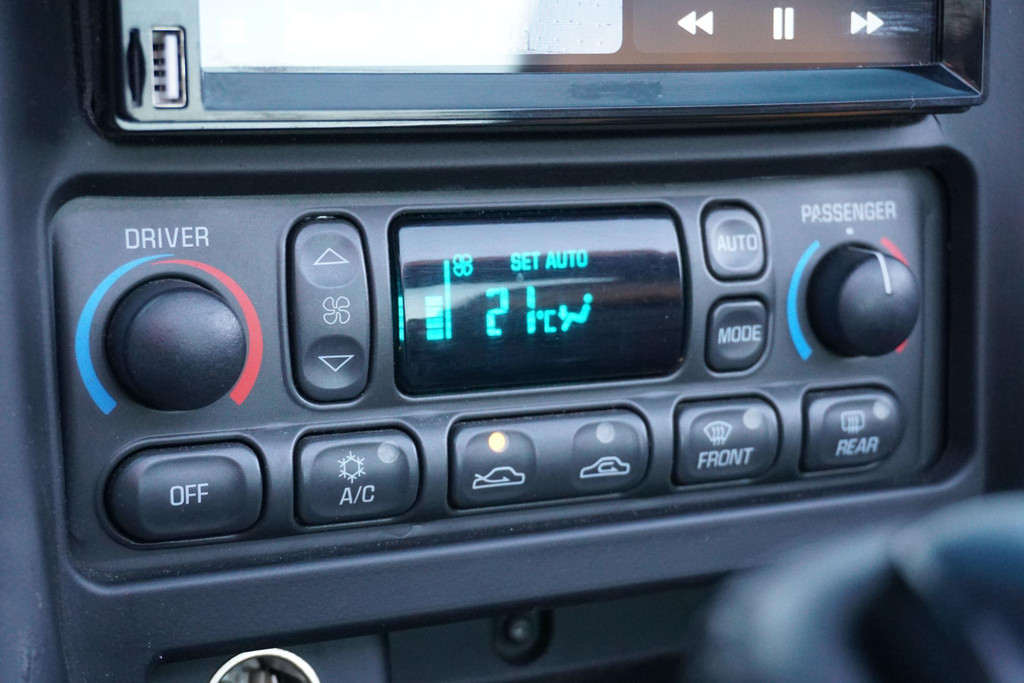 DRIVER
SET AUTO
21°C
AUTO
MODE
PASSENGER
OFF
A/C
FRONT
REAR